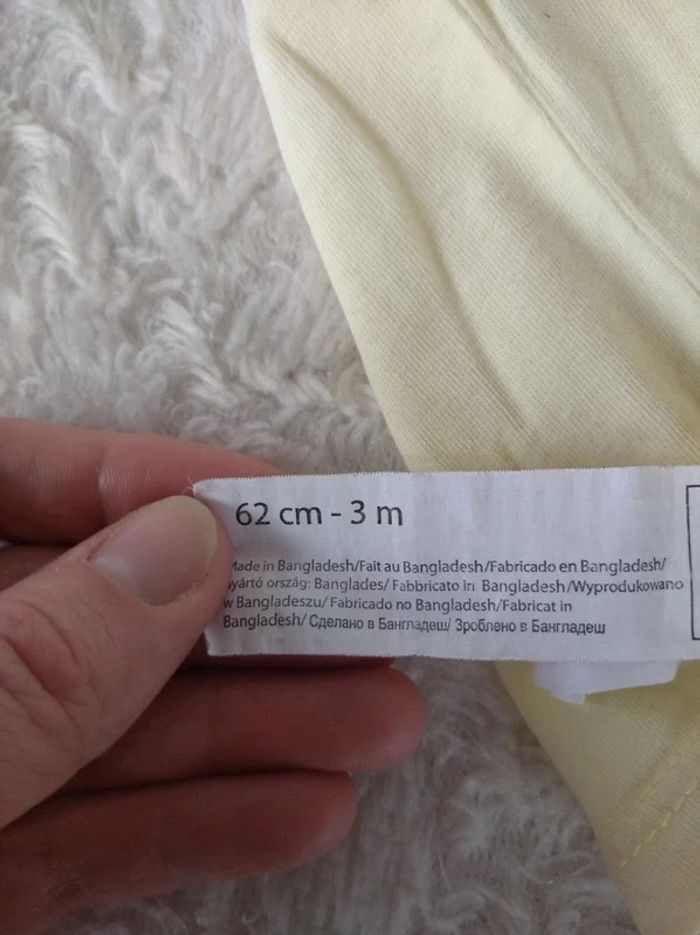 62 cm - 3 m
Made in Bangladesh/Fait au Bangladesh/Fabricado en Bangladesh/
ország: Banglades/ Fabbricato In Bangladesh/Wyprodukowano
w Bangladeszu/ Fabricado no Bangladesh/Fabricat in
Bangladesh/ Сделано в Бангладеш/ Зроблено в Бангладеш